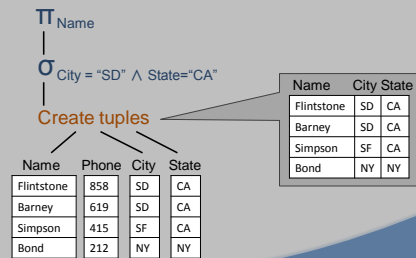 π Name
σ City = “SD” ∧ State=“CA”
Create tuples
Name City State
Flintstone SD CA
Barney SD CA
Simpson SF CA
Bond NY NY
Name Phone City State
Flintstone 858 SD CA
Barney 619 SD CA
Simpson 415 SF CA
Bond 212 NY NY